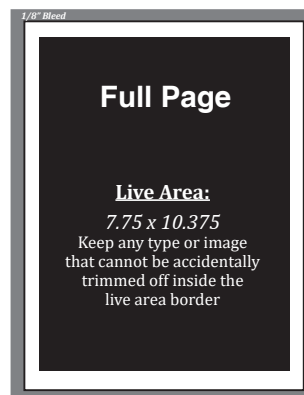 1/8" Bleed
Full Page
Live Area:
7.75 x 10.375
Keep any type or image
that cannot be accidentally
trimmed off inside the
live area border